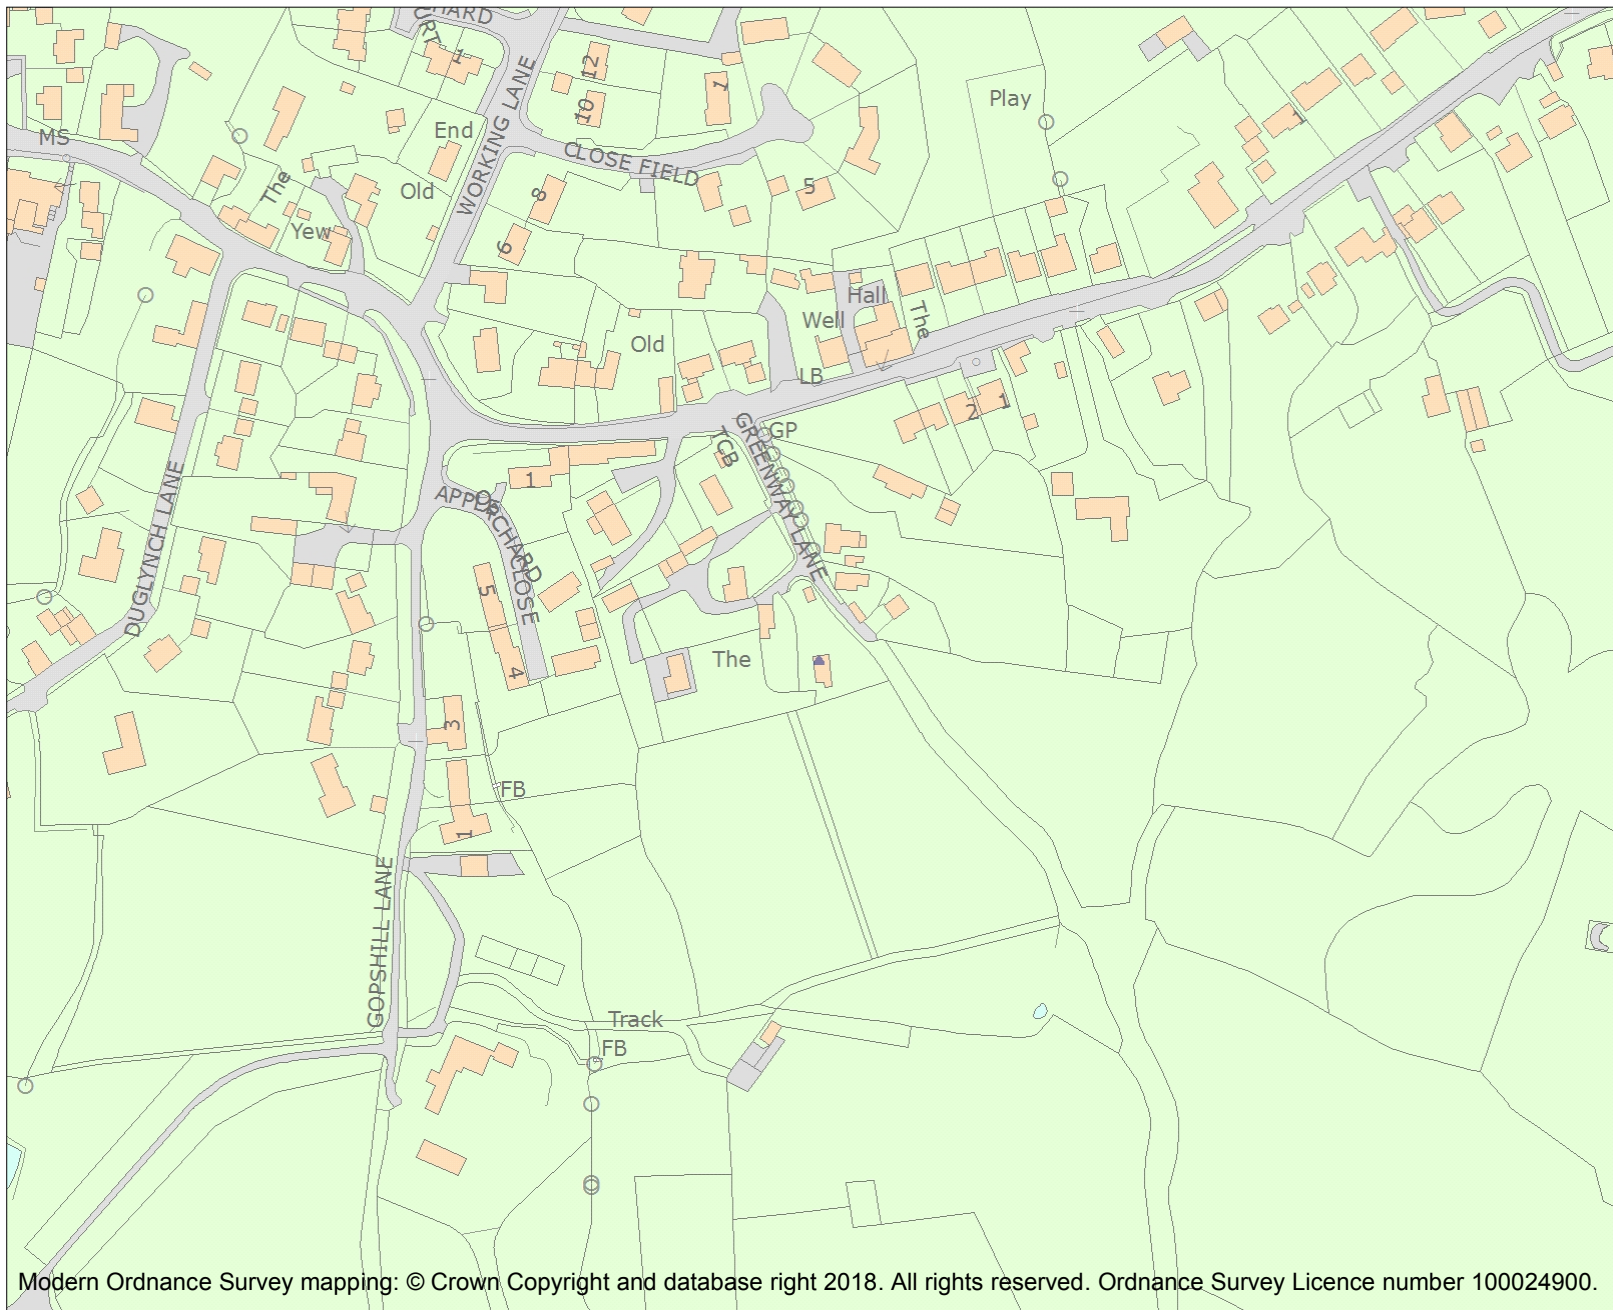 CHARD
URT
1
12
10
1
WORKING LANE
MS
End
Play
1
CLOSE FIELD
The
Old
8
5
Yew
6
Hall
Well
The
Old
LB
2
1
GREENWAY LANE
GP
TCB
1
DUGLYNCH LANE
APPLE
ORCHARD
CLOSE
5
4
The
3
FB
1
GOPSHILL LANE
Track
FB
Modern Ordnance Survey mapping: © Crown Copyright and database right 2018. All rights reserved. Ordnance Survey Licence number 100024900.